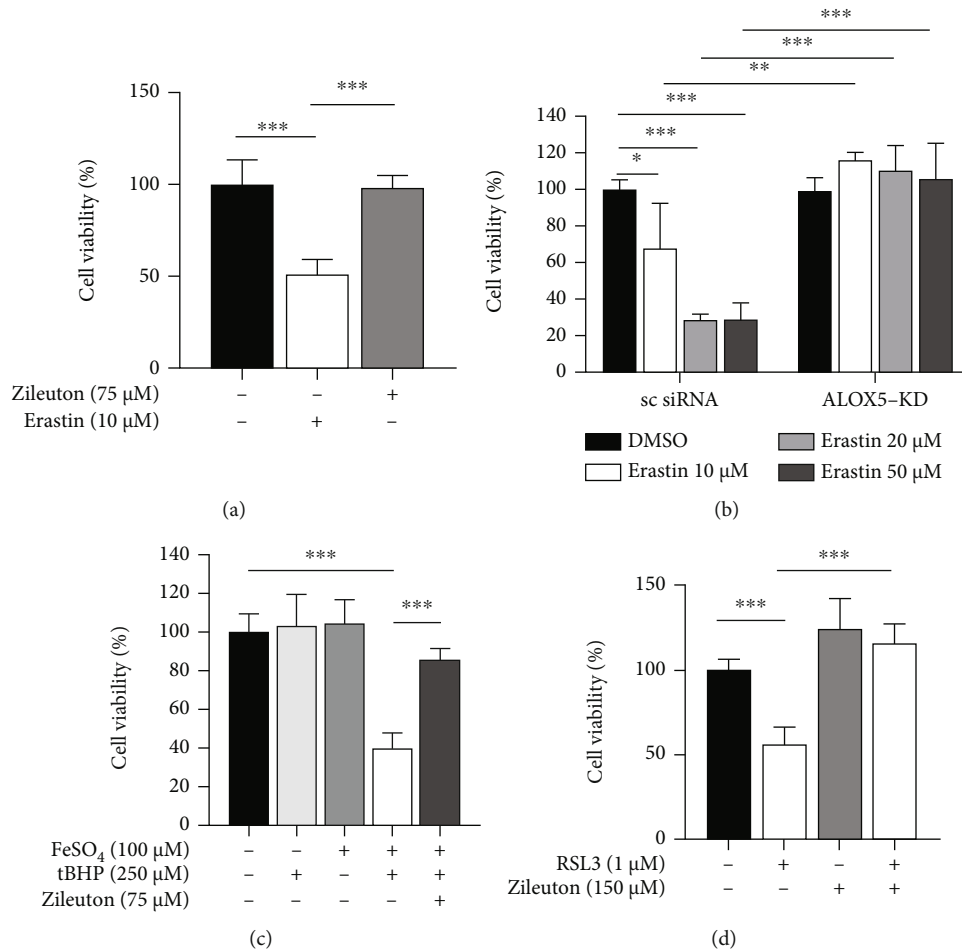 (a)
***
***
150
100
50
0
Cell viability (%)
Zileuton (75 μM) – – +
Erastin (10 μM) – + –
(a)
***
***
**
***
***
*
140
120
100
80
60
40
20
0
Cell viability (%)
sc siRNA ALOX5–KD
DMSO Erastin 20 μM
Erastin 10 μM Erastin 50 μM
(b)
***
***
140
120
100
80
60
40
20
0
Cell viability (%)
FeSO4 (100 μM) – – + + +
tBHP (250 μM) – + – + +
Zileuton (75 μM) – – – – +
(c)
***
***
150
100
50
0
Cell viability (%)
RSL3 (1 μM) – + – +
Zileuton (150 μM) – – + +
(d)